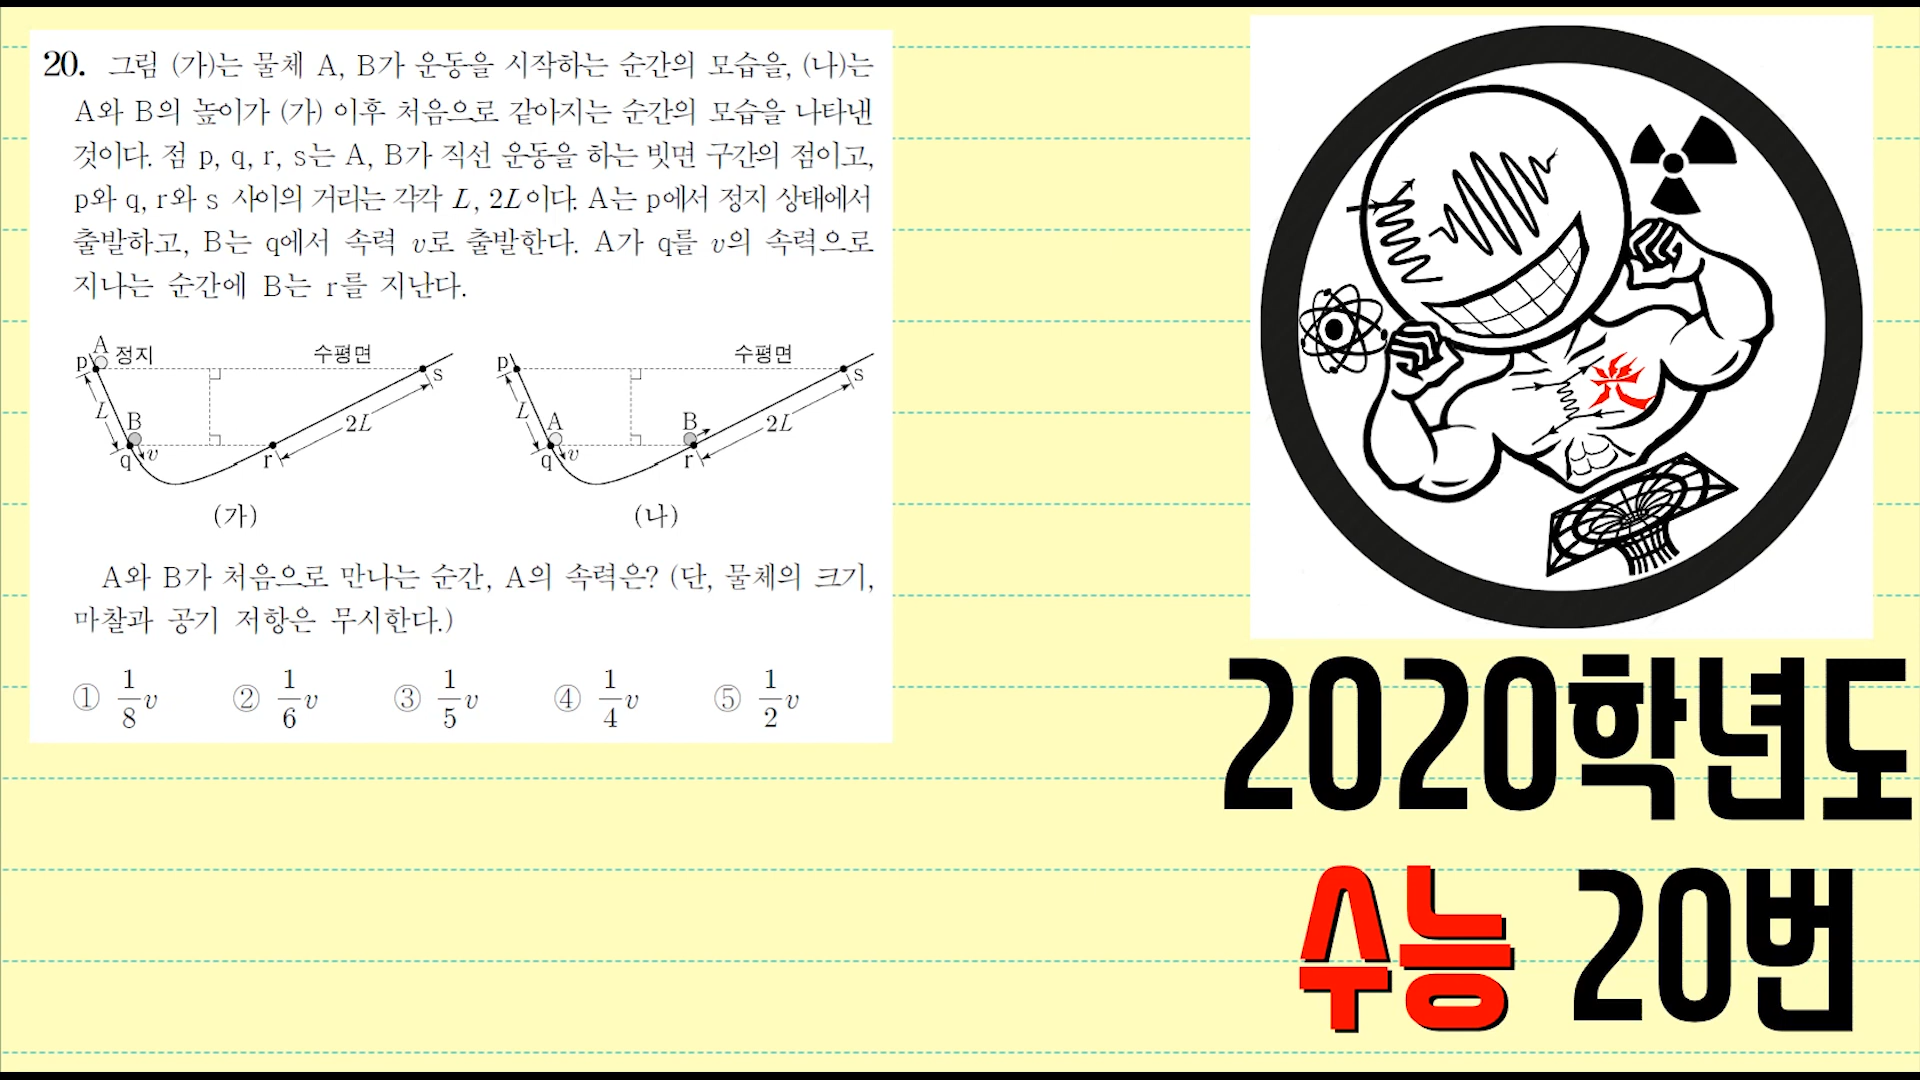 20. 그림 (가)는 물체 A, B가 운동을 시작하는 순간의 모습을, (나)는
A와 B의 높이가 (가) 이후 처음으로 같아지는 순간의 모습을 나타낸
것이다. 점 p, q, r, s는 A, B가 직선 운동을 하는 빗면 구간의 점이고,
p와 q, r와 s 사이의 거리는 각각 L, 2L이다. A는 p에서 정지 상태에서
출발하고, B는 q에서 속력 v로 출발한다. A가 q를 v의 속력으로
지나는 순간에 B는 r를 지난다.
A
p 정지 수평면 s
L B 2L
q v r
(가)
p 수평면 s
L A B 2L
q v r
(나)
A와 B가 처음으로 만나는 순간, A의 속력은? (단, 물체의 크기,
마찰과 공기 저항은 무시한다.)
① 1/8 v ② 1/6 v ③ 1/5 v ④ 1/4 v ⑤ 1/2 v
光
2020학년도
수능 20번